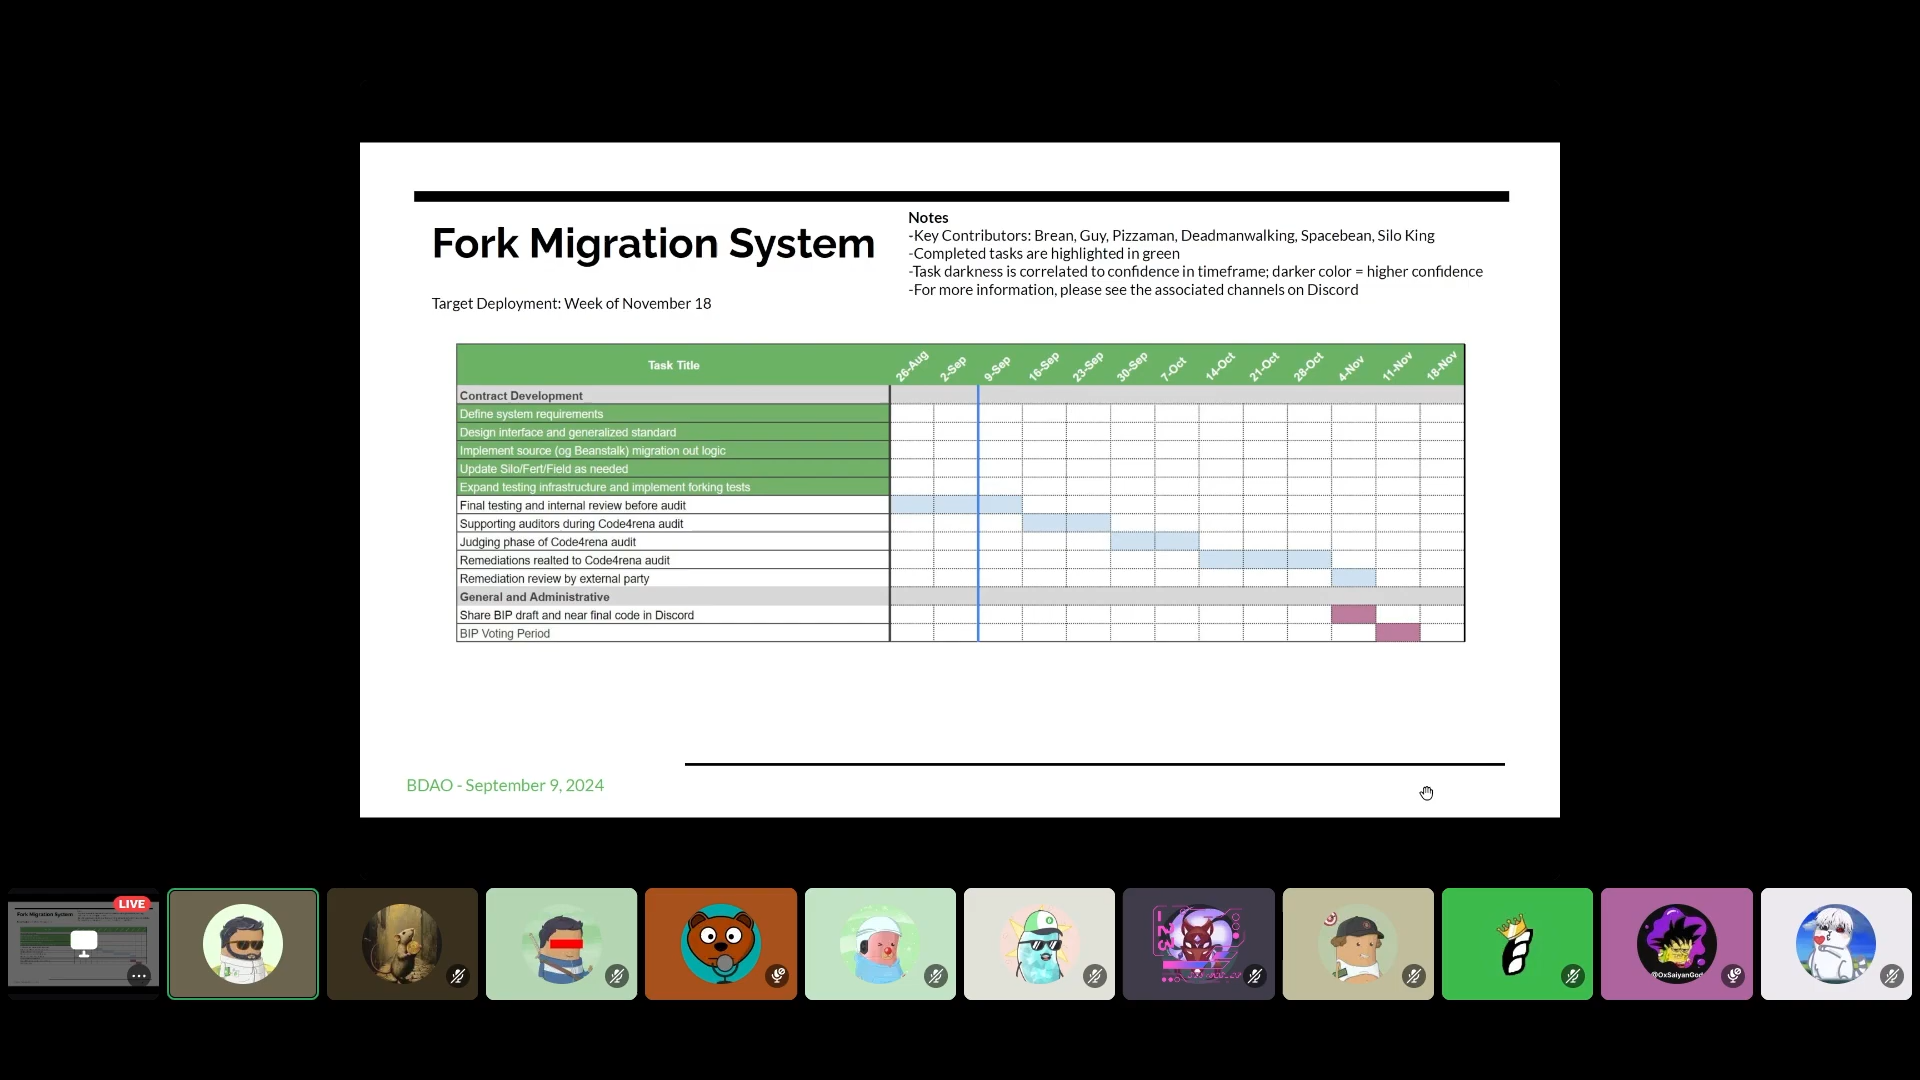 Fork Migration System
Target Deployment: Week of November 18
Notes
-Key Contributors: Brean, Guy, Pizzaman, Deadmanwalking, Spacebean, Silo King
-Completed tasks are highlighted in green
-Task darkness is correlated to confidence in timeframe; darker color = higher confidence
-For more information, please see the associated channels on Discord
Task Title 26-Aug 2-Sep 9-Sep 16-Sep 23-Sep 30-Sep 7-Oct 14-Oct 21-Oct 28-Oct 4-Nov 11-Nov 18-Nov
Contract Development
Define system requirements
Design interface and generalized standard
Implement source (og Beanstalk) migration out logic
Update Silo/Fert/Field as needed
Expand testing infrastructure and implement forking tests
Final testing and internal review before audit
Supporting auditors during Code4rena audit
Judging phase of Code4rena audit
Remediations realted to Code4rena audit
Remediation review by external party
General and Administrative
Share BIP draft and near final code in Discord
BIP Voting Period
BDAO - September 9, 2024
Fork Migration System
LIVE
@0xSaiyanGod